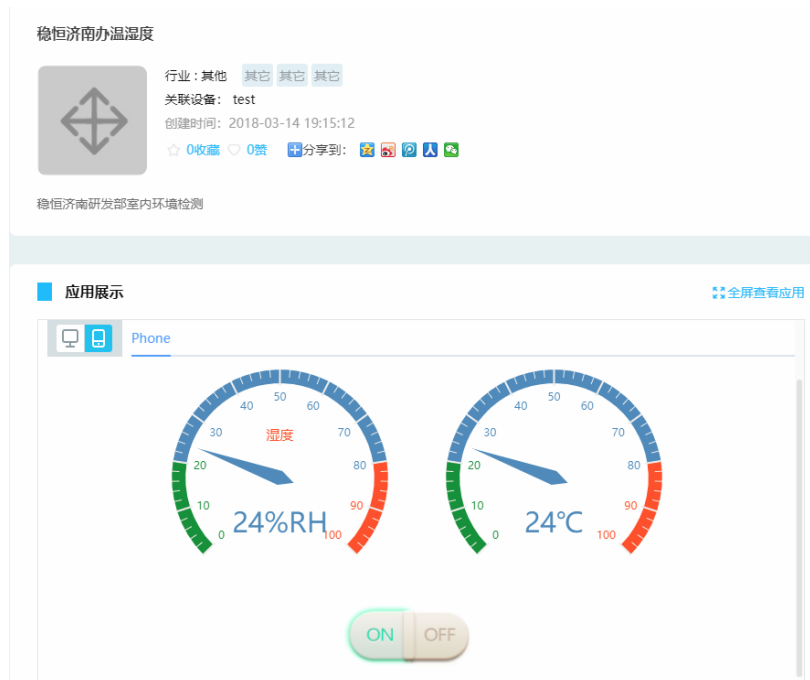 稳恒济南办温湿度
行业 : 其他 其它 其它 其它
关联设备： test
创建时间：2018-03-14 19:15:12
0收藏 0赞 分享到：
稳恒济南研发部室内环境检测
应用展示 全屏查看应用
Phone
0 10 20 30 40 50 60 70 80 90 100
湿度
24%RH
0 10 20 30 40 50 60 70 80 90 100
24℃
ON OFF